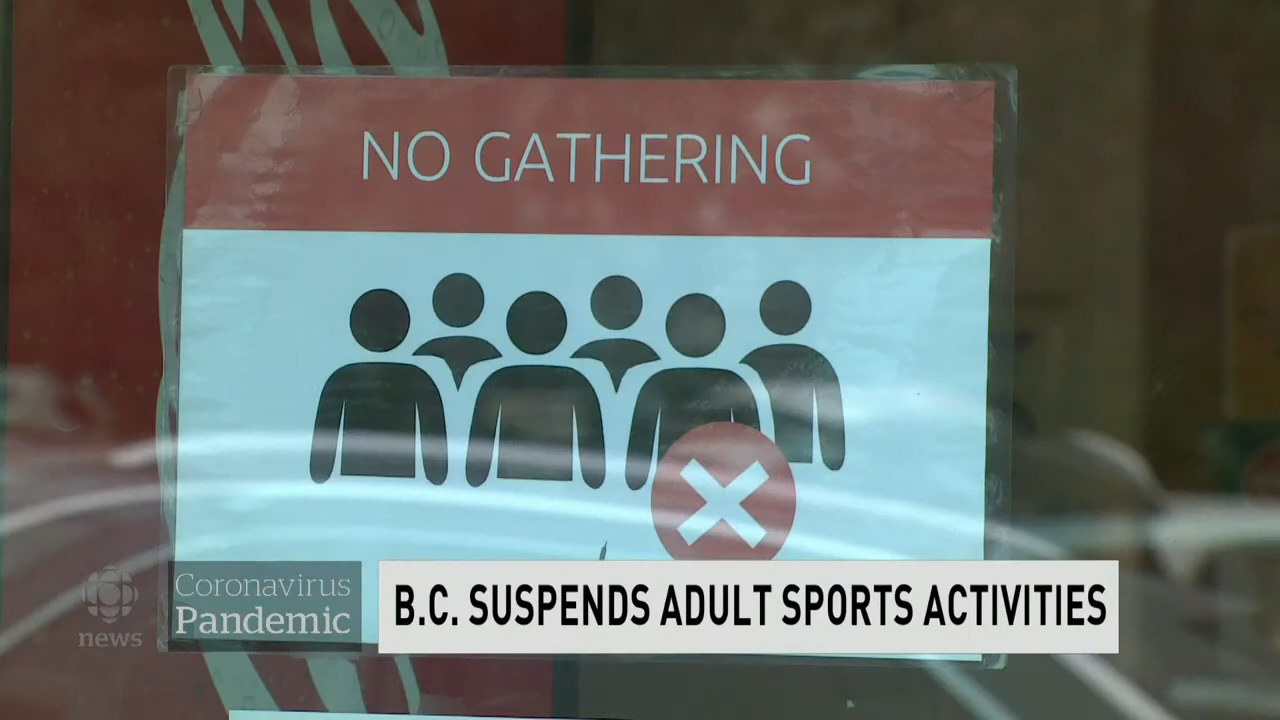 NO GATHERING
Coronavirus
Pandemic
B.C. SUSPENDS ADULT SPORTS ACTIVITIES
news